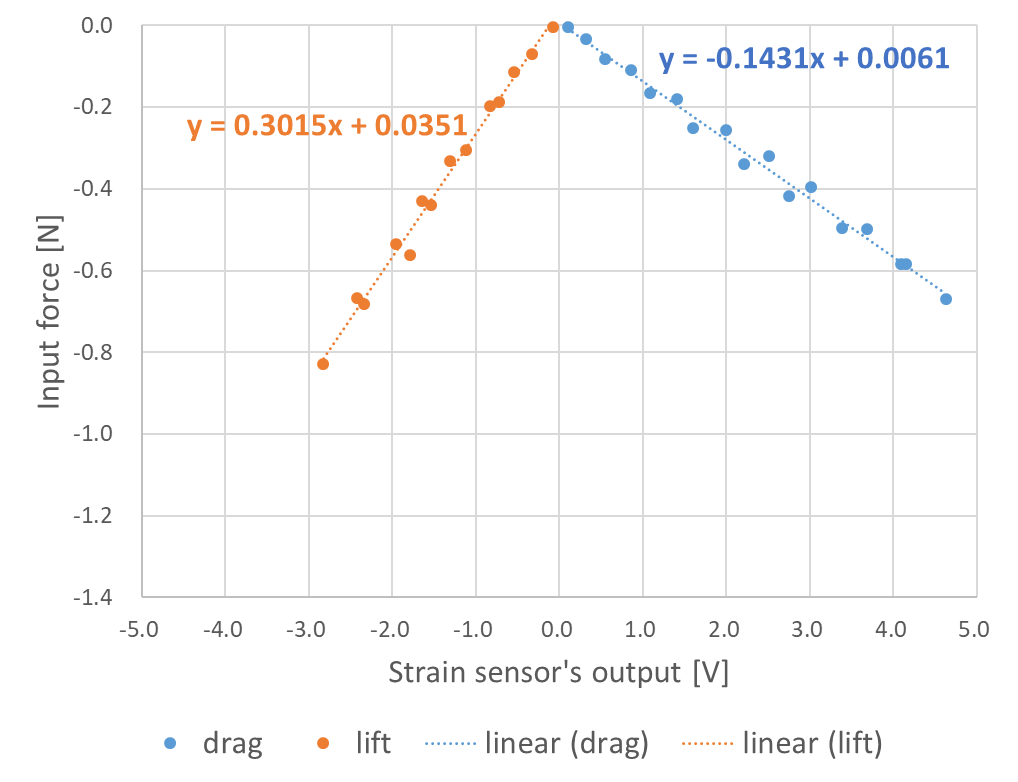 0.0
-0.2
-0.4
-0.6
-0.8
-1.0
-1.2
-1.4
Input force [N]
y = -0.1431x + 0.0061
y = 0.3015x + 0.0351
-5.0 -4.0 -3.0 -2.0 -1.0 0.0 1.0 2.0 3.0 4.0 5.0
Strain sensor's output [V]
drag lift linear (drag) linear (lift)